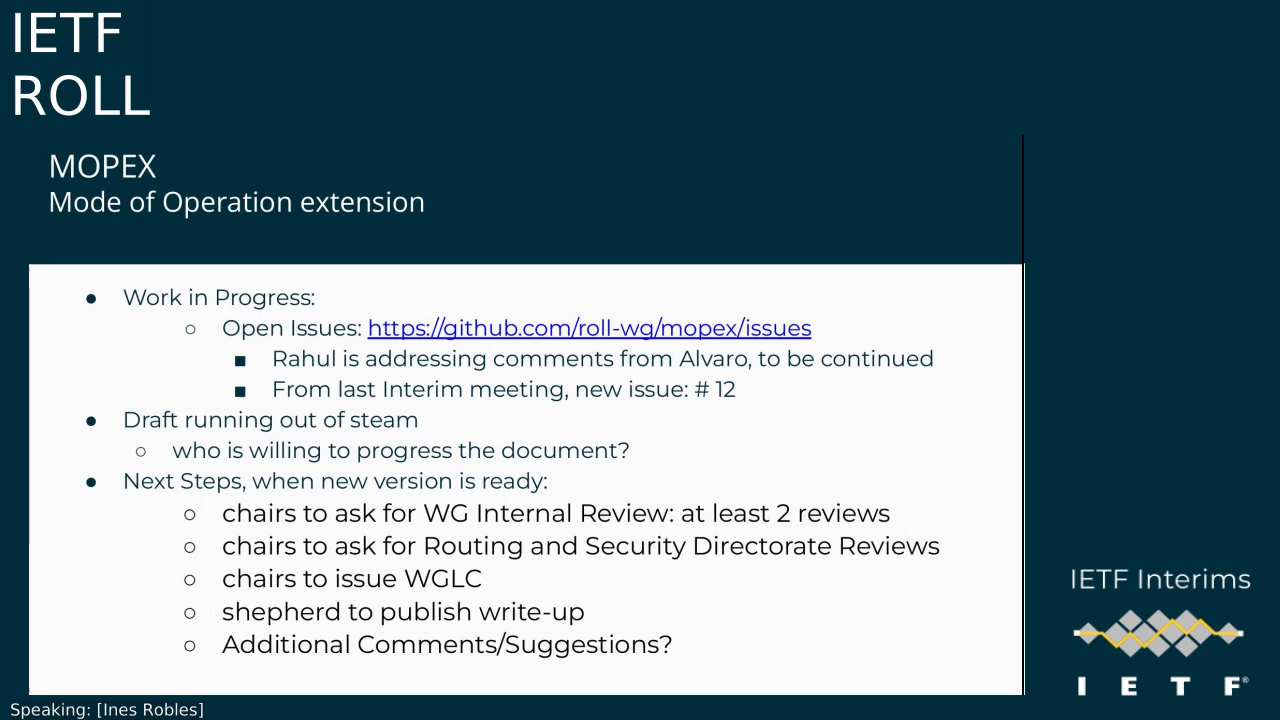 IETF
ROLL
MOPEX
Mode of Operation extension
● Work in Progress:
○ Open Issues: https://github.com/roll-wg/mopex/issues
■ Rahul is addressing comments from Alvaro, to be continued
■ From last Interim meeting, new issue: # 12
● Draft running out of steam
○ who is willing to progress the document?
● Next Steps, when new version is ready:
○ chairs to ask for WG Internal Review: at least 2 reviews
○ chairs to ask for Routing and Security Directorate Reviews
○ chairs to issue WGLC
○ shepherd to publish write-up
○ Additional Comments/Suggestions?
IETF Interims
I E T F®
Speaking: [Ines Robles]